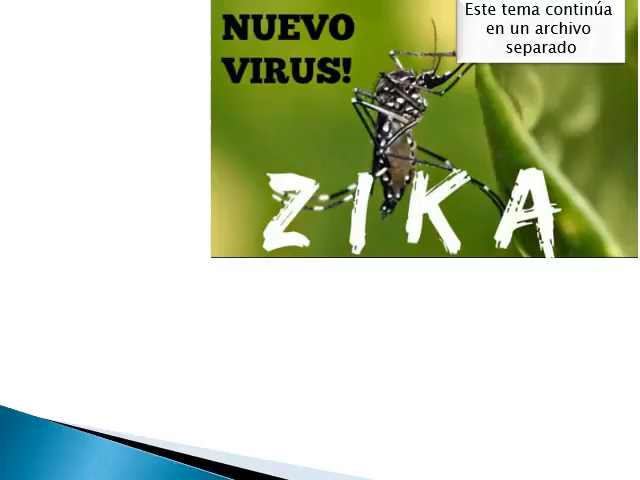 NUEVO
VIRUS!
Este tema continúa
en un archivo
separado
ZIKA